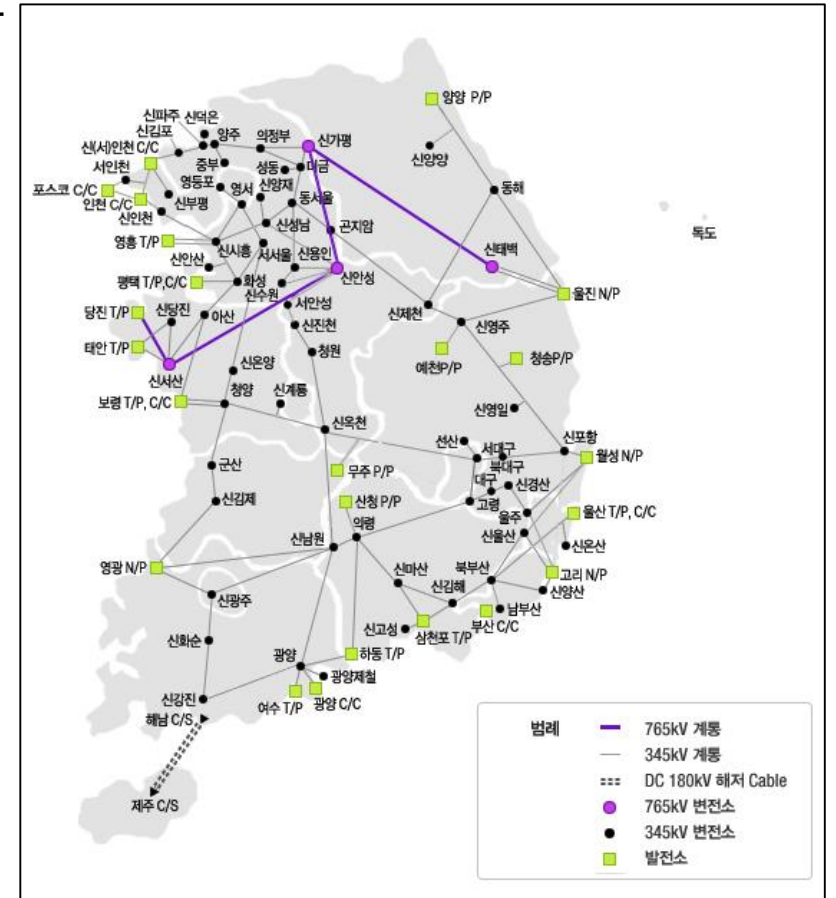 양양 P/P
신파주 신덕은
신김포 양주 의정부 신가평
신(서)인천 C/C 신양양
서인천 중부 성동 미금
포스코 C/C 영등포 영서 신양재 동해
인천 C/C 신부평 동서울 독도
신인천 신성남 곤지암
영흥 T/P 신시흥 서서울 신용인 신태백
신안산 신안성
평택 T/P,C/C 화성 신수원 울진 N/P
당진 T/P 신당진 아산 서안성 신제천 신영주
신진천
태안 T/P 청원 예천P/P 청송P/P
신서산 신온양
보령 T/P, C/C 청양 신계룡 신영일
신옥천 선산 서대구 신포항
월성 N/P
군산 무주 P/P 북대구
대구 신경산
신김제 산청 P/P 고령 울주 울산 T/P, C/C
의령 신울산
신남원 신온산
영광 N/P 신마산 북부산 고리 N/P
신광주 신김해 신양산
남부산
신화순 신고성 삼천포 T/P 부산 C/C
광양 하동 T/P
광양제철
신강진 여수 T/P 광양 C/C
해남 C/S
제주 C/S
범례
765kV 계통
345kV 계통
DC 180kV 해저 Cable
765kV 변전소
345kV 변전소
발전소